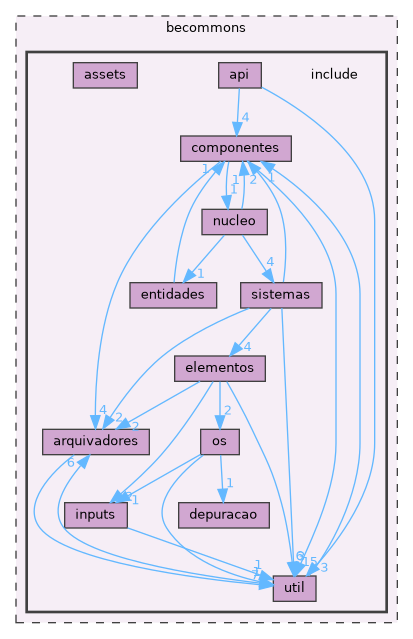 becommons
assets
api
include
4
componentes
1
1
1
2
1
nucleo
1
4
entidades
sistemas
4
elementos
4
2
2
2
arquivadores
os
6
1
1
inputs
depuracao
1
15
3
util